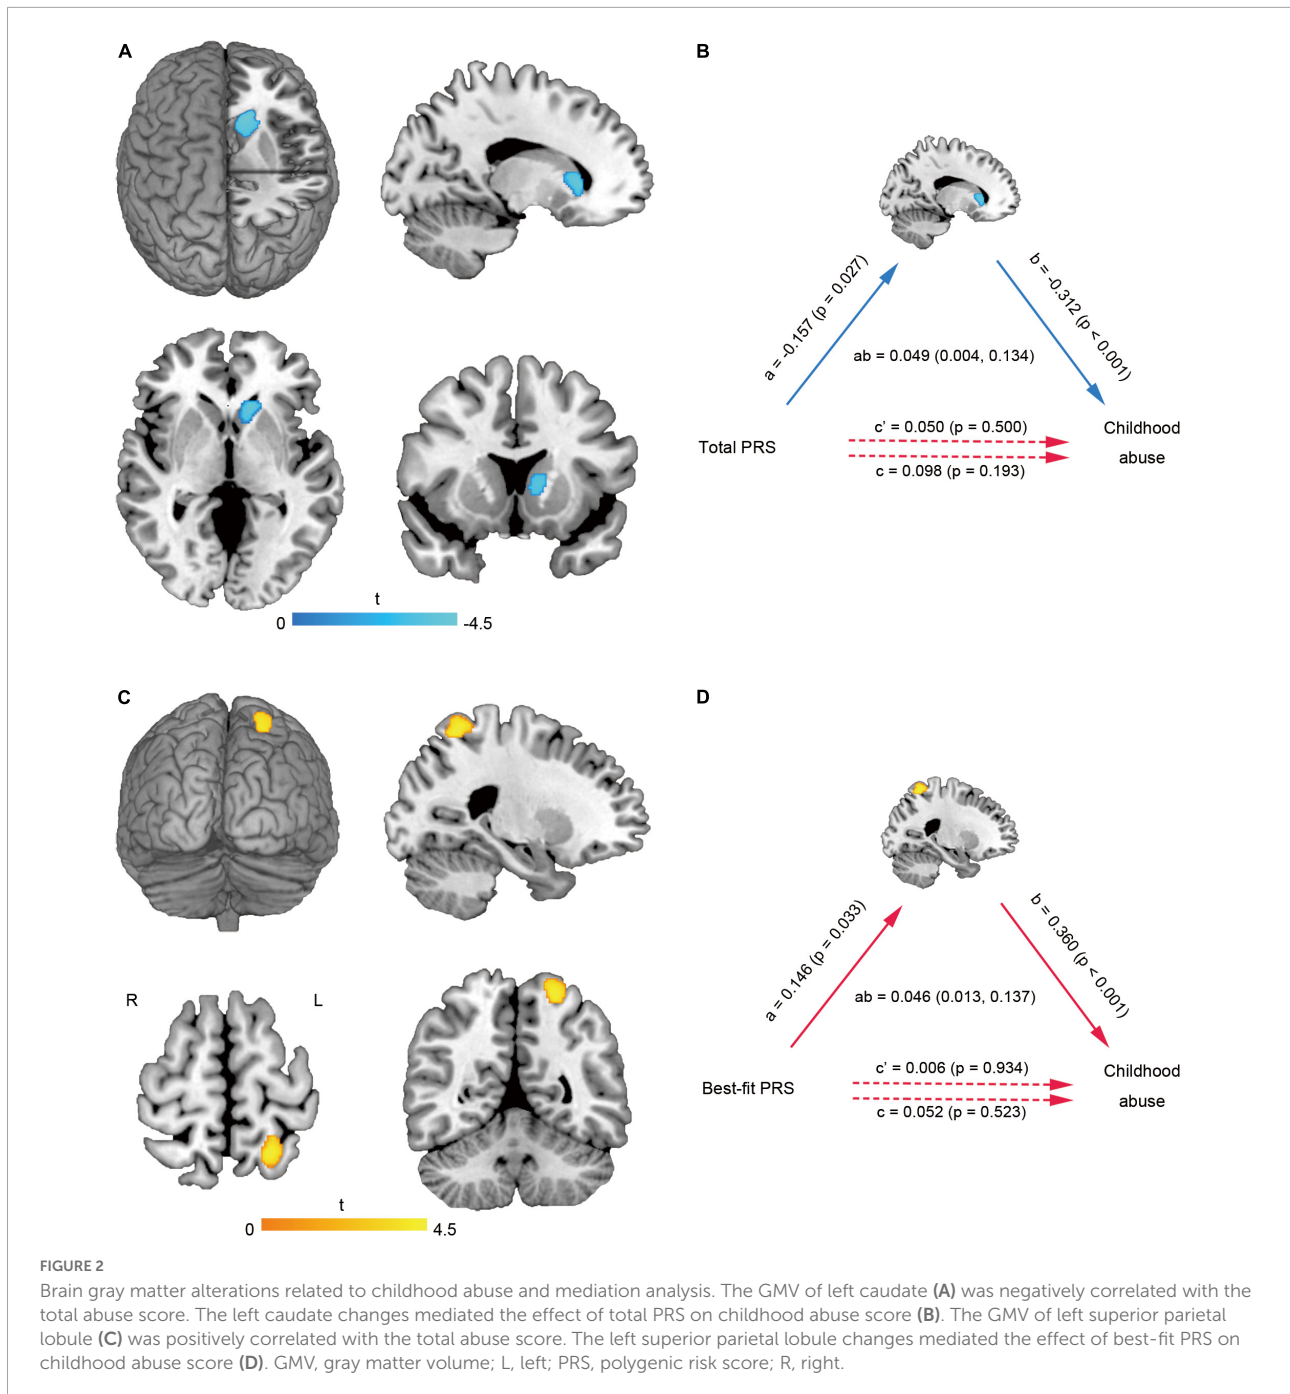 A
t
0
-4.5
B
a = -0.157 (p = 0.027)
b = -0.312 (p < 0.001)
ab = 0.049 (0.004, 0.134)
Total PRS
c' = 0.050 (p = 0.500)
c = 0.098 (p = 0.193)
Childhood
abuse
C
R
L
t
0
4.5
D
a = 0.146 (p = 0.033)
b = 0.360 (p < 0.001)
ab = 0.046 (0.013, 0.137)
Best-fit PRS
c' = 0.006 (p = 0.934)
c = 0.052 (p = 0.523)
Childhood
abuse
FIGURE 2
Brain gray matter alterations related to childhood abuse and mediation analysis. The GMV of left caudate (A) was negatively correlated with the
total abuse score. The left caudate changes mediated the effect of total PRS on childhood abuse score (B). The GMV of left superior parietal
lobule (C) was positively correlated with the total abuse score. The left superior parietal lobule changes mediated the effect of best-fit PRS on
childhood abuse score (D). GMV, gray matter volume; L, left; PRS, polygenic risk score; R, right.